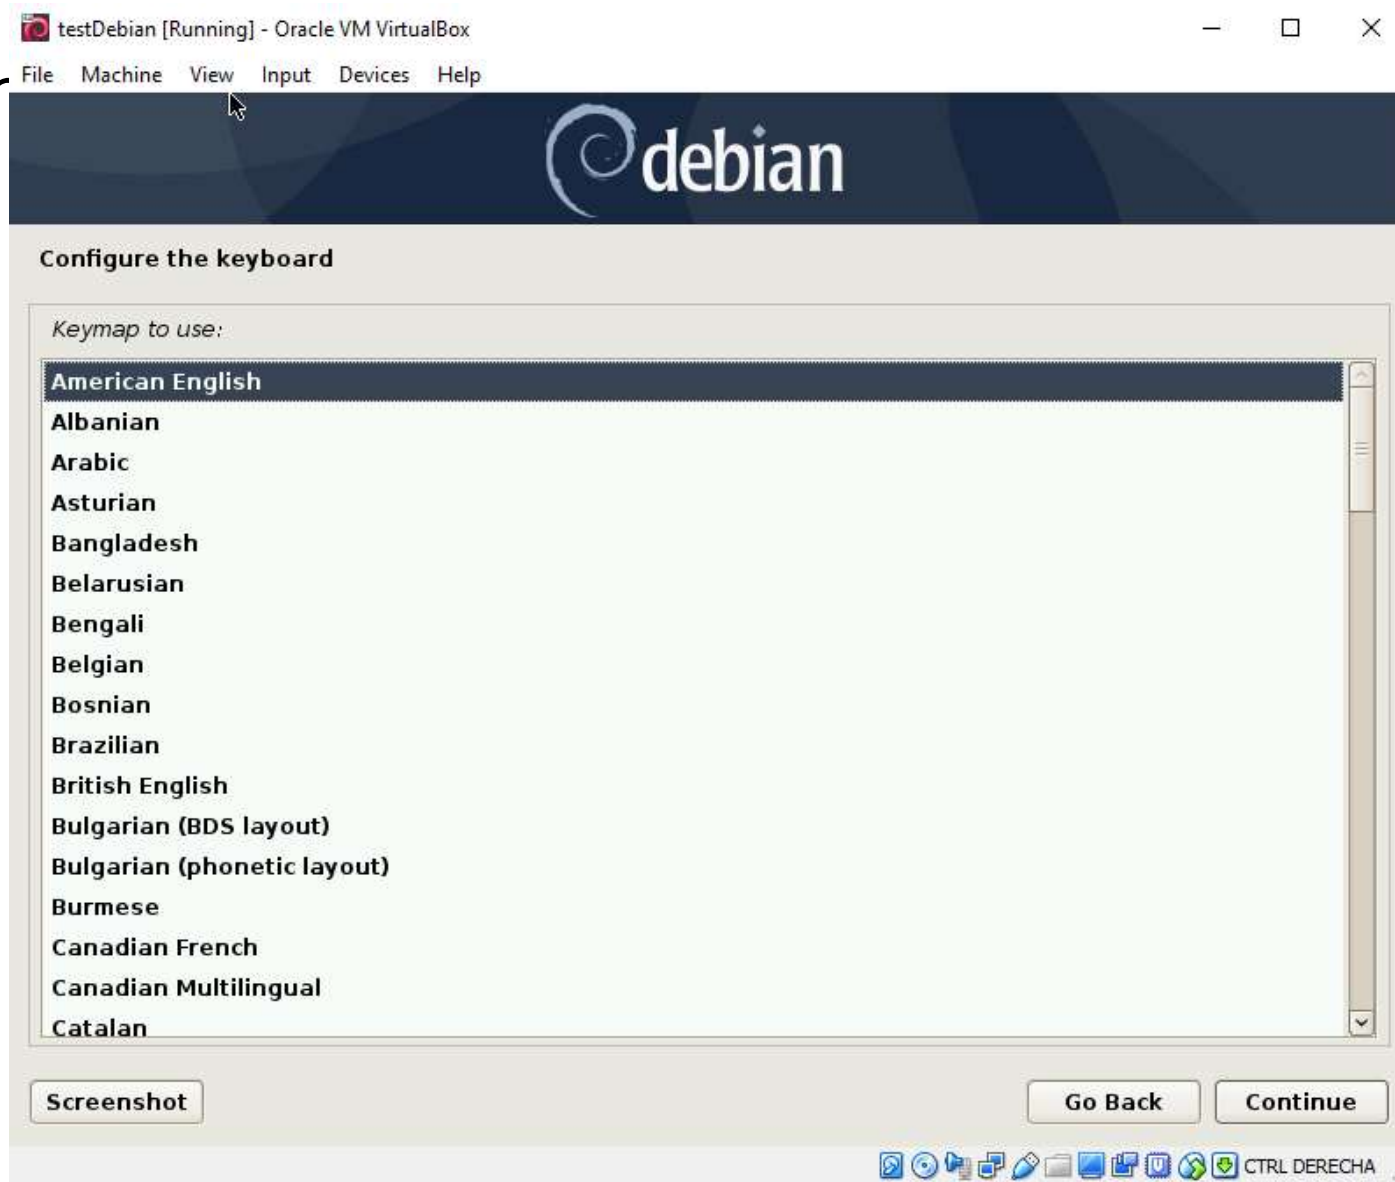 testDebian [Running] - Oracle VM VirtualBox
File Machine View Input Devices Help
debian
Configure the keyboard
Keymap to use:
American English
Albanian
Arabic
Asturian
Bangladesh
Belarusian
Bengali
Belgian
Bosnian
Brazilian
British English
Bulgarian (BDS layout)
Bulgarian (phonetic layout)
Burmese
Canadian French
Canadian Multilingual
Catalan
Screenshot Go Back Continue
CTRL DERECHA